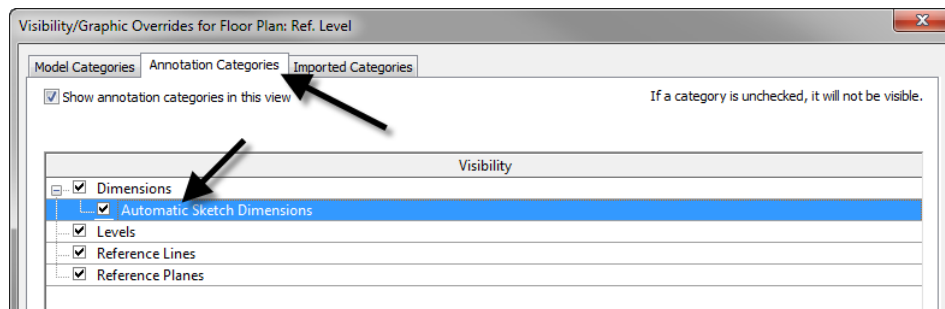 Visibility/Graphic Overrides for Floor Plan: Ref. Level
Model Categories Annotation Categories Imported Categories
Show annotation categories in this view If a category is unchecked, it will not be visible.
Visibility
Dimensions
Automatic Sketch Dimensions
Levels
Reference Lines
Reference Planes